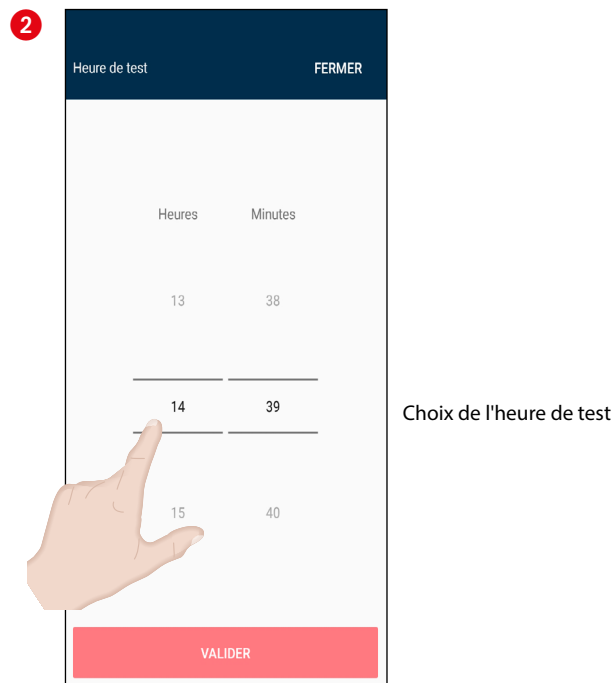 2
Heure de test FERMER
Heures Minutes
13 38
14 39
Choix de l'heure de test
15 40
VALIDER